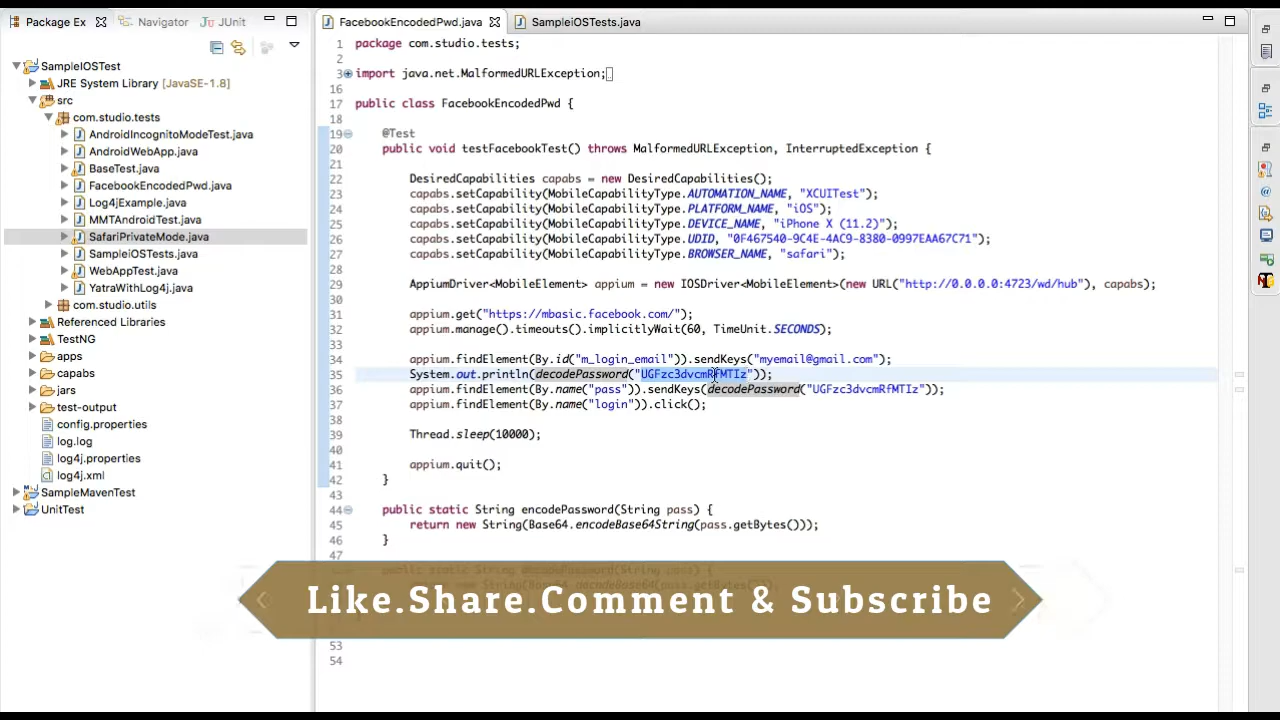 Package Ex
Navigator
JUnit
SampleIOSTest
JRE System Library [JavaSE-1.8]
src
com.studio.tests
AndroidIncognitoModeTest.java
AndroidWebApp.java
BaseTest.java
FacebookEncodedPwd.java
Log4jExample.java
MMTAndroidTest.java
SafariPrivateMode.java
SampleiOSTests.java
WebAppTest.java
YatraWithLog4j.java
com.studio.utils
Referenced Libraries
TestNG
apps
capabs
jars
test-output
config.properties
log.log
log4j.properties
log4j.xml
SampleMavenTest
UnitTest
FacebookEncodedPwd.java
SampleiOSTests.java
1 package com.studio.tests;
2
3 import java.net.MalformedURLException;
16
17 public class FacebookEncodedPwd {
18
19 @Test
20 public void testFacebookTest() throws MalformedURLException, InterruptedException {
21
22 DesiredCapabilities capabs = new DesiredCapabilities();
23 capabs.setCapability(MobileCapabilityType.AUTOMATION_NAME, "XCUITest");
24 capabs.setCapability(MobileCapabilityType.PLATFORM_NAME, "iOS");
25 capabs.setCapability(MobileCapabilityType.DEVICE_NAME, "iPhone X (11.2)");
26 capabs.setCapability(MobileCapabilityType.UDID, "0F467540-9C4E-4AC9-8380-0997EAA67C71");
27 capabs.setCapability(MobileCapabilityType.BROWSER_NAME, "safari");
28
29 AppiumDriver<MobileElement> appium = new IOSDriver<MobileElement>(new URL("http://0.0.0.0:4723/wd/hub"), capabs);
30
31 appium.get("https://mbasic.facebook.com/");
32 appium.manage().timeouts().implicitlyWait(60, TimeUnit.SECONDS);
33
34 appium.findElement(By.id("m_login_email")).sendKeys("myemail@gmail.com");
35 System.out.println(decodePassword("UGFzc3dvcmRfMTIz"));
36 appium.findElement(By.name("pass")).sendKeys(decodePassword("UGFzc3dvcmRfMTIz"));
37 appium.findElement(By.name("login")).click();
38
39 Thread.sleep(10000);
40
41 appium.quit();
42 }
43
44 public static String encodePassword(String pass) {
45 return new String(Base64.encodeBase64String(pass.getBytes()));
46 }
47
public static String decodePassword(String pass) {
Like.Share.Comment & Subscribe
53
54